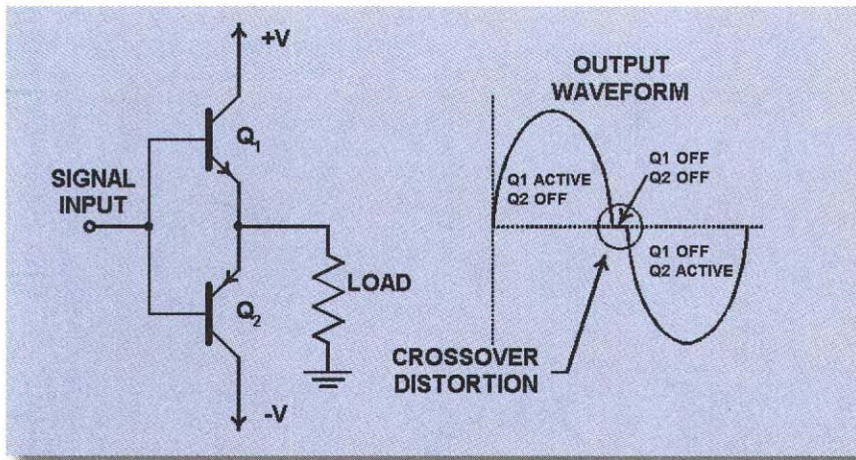 +V
Q1
SIGNAL
INPUT
Q2
LOAD
-V
OUTPUT
WAVEFORM
Q1 ACTIVE
Q2 OFF
Q1 OFF
Q2 OFF
Q1 OFF
Q2 ACTIVE
CROSSOVER
DISTORTION